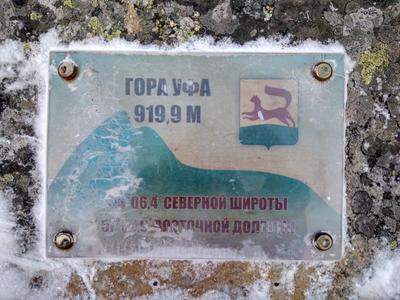 ГОРА УФА
919,9 М
06,4 СЕВЕРНОЙ ШИРОТЫ
ВОСТОЧНОЙ ДОЛГОТЫ